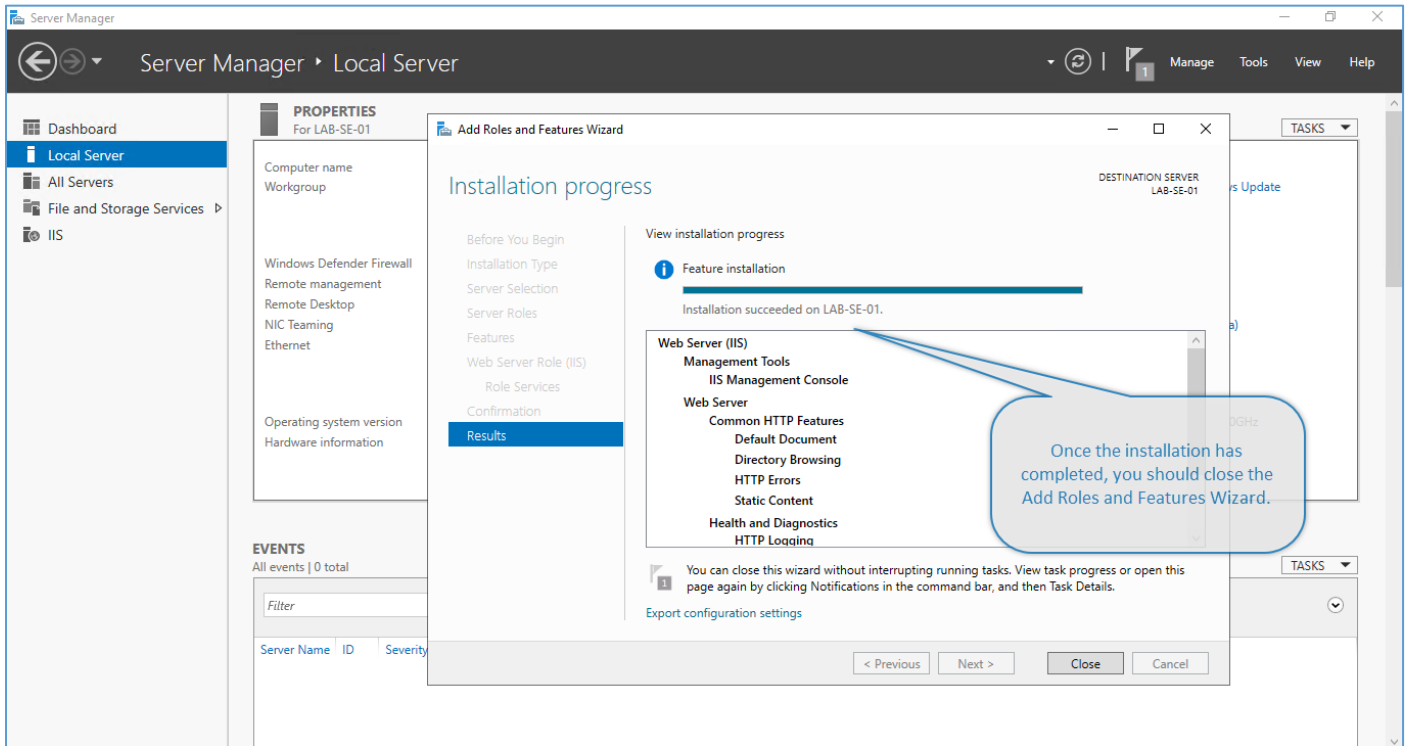 Server Manager
Server Manager • Local Server
1
Manage Tools View Help
Dashboard
Local Server
All Servers
File and Storage Services
IIS
PROPERTIES
For LAB-SE-01
TASKS
Computer name
Workgroup
Windows Defender Firewall
Remote management
Remote Desktop
NIC Teaming
Ethernet
Operating system version
Hardware information
Update
a)
0GHz
Add Roles and Features Wizard
Installation progress
DESTINATION SERVER
LAB-SE-01
Before You Begin
Installation Type
Server Selection
Server Roles
Features
Web Server Role (IIS)
Role Services
Confirmation
Results
View installation progress
Feature installation
Installation succeeded on LAB-SE-01.
Web Server (IIS)
Management Tools
IIS Management Console
Web Server
Common HTTP Features
Default Document
Directory Browsing
HTTP Errors
Static Content
Health and Diagnostics
HTTP Logging
Once the installation has
completed, you should close the
Add Roles and Features Wizard.
1
You can close this wizard without interrupting running tasks. View task progress or open this
page again by clicking Notifications in the command bar, and then Task Details.
Export configuration settings
< Previous Next > Close Cancel
EVENTS
All events | 0 total
TASKS
Filter
Server Name ID Severity